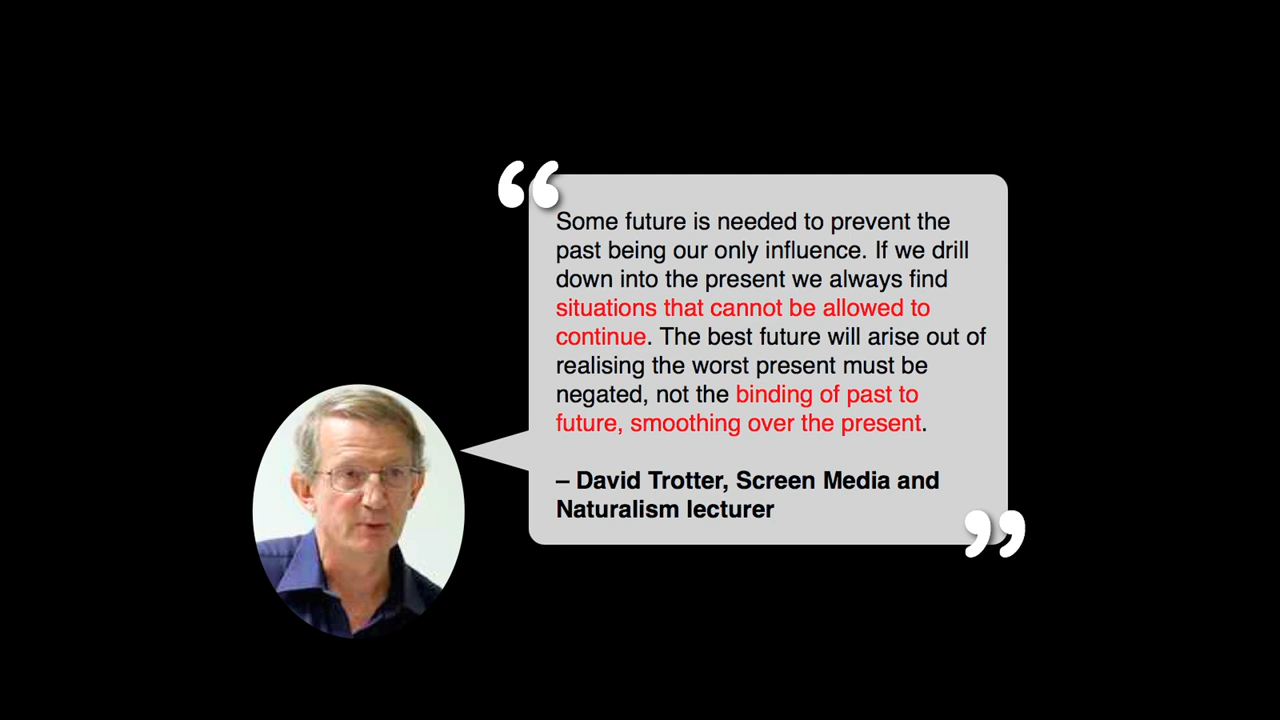 “
Some future is needed to prevent the
past being our only influence. If we drill
down into the present we always find
situations that cannot be allowed to
continue. The best future will arise out of
realising the worst present must be
negated, not the binding of past to
future, smoothing over the present.
– David Trotter, Screen Media and
Naturalism lecturer
”